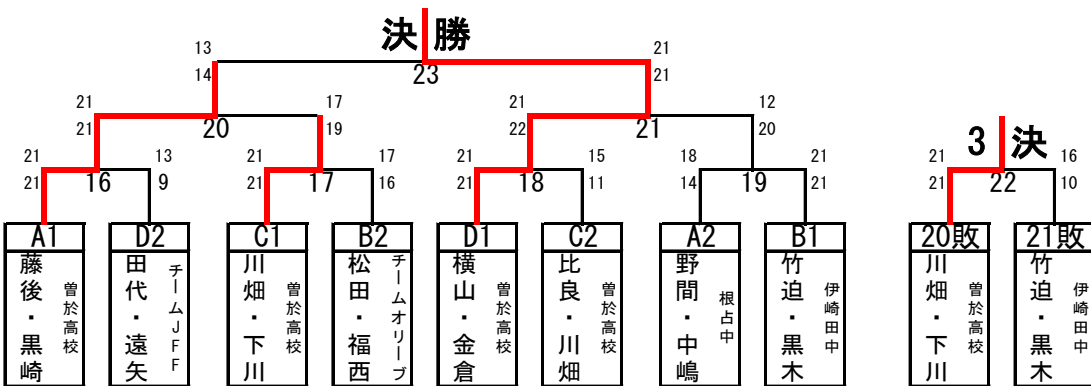 決勝
13 21
14 23 21
21 17 21 12
21 20 19 22 21 20
3決
21 13 21 17 21 15 18 21 21 16
21 16 9 21 17 16 21 18 11 14 19 21 21 22 10
A1 D2 C1 B2 D1 C2 A2 B1 20敗 21敗
藤後・黒崎 曽於高校
田代・遠矢 チームJFF
川畑・下川 曽於高校
松田・福西 チームオリーブ
横山・金倉 曽於高校
比良・川畑 曽於高校
野間・中嶋 根占中
竹迫・黒木 伊崎田中
川畑・下川 曽於高校
竹迫・黒木 伊崎田中